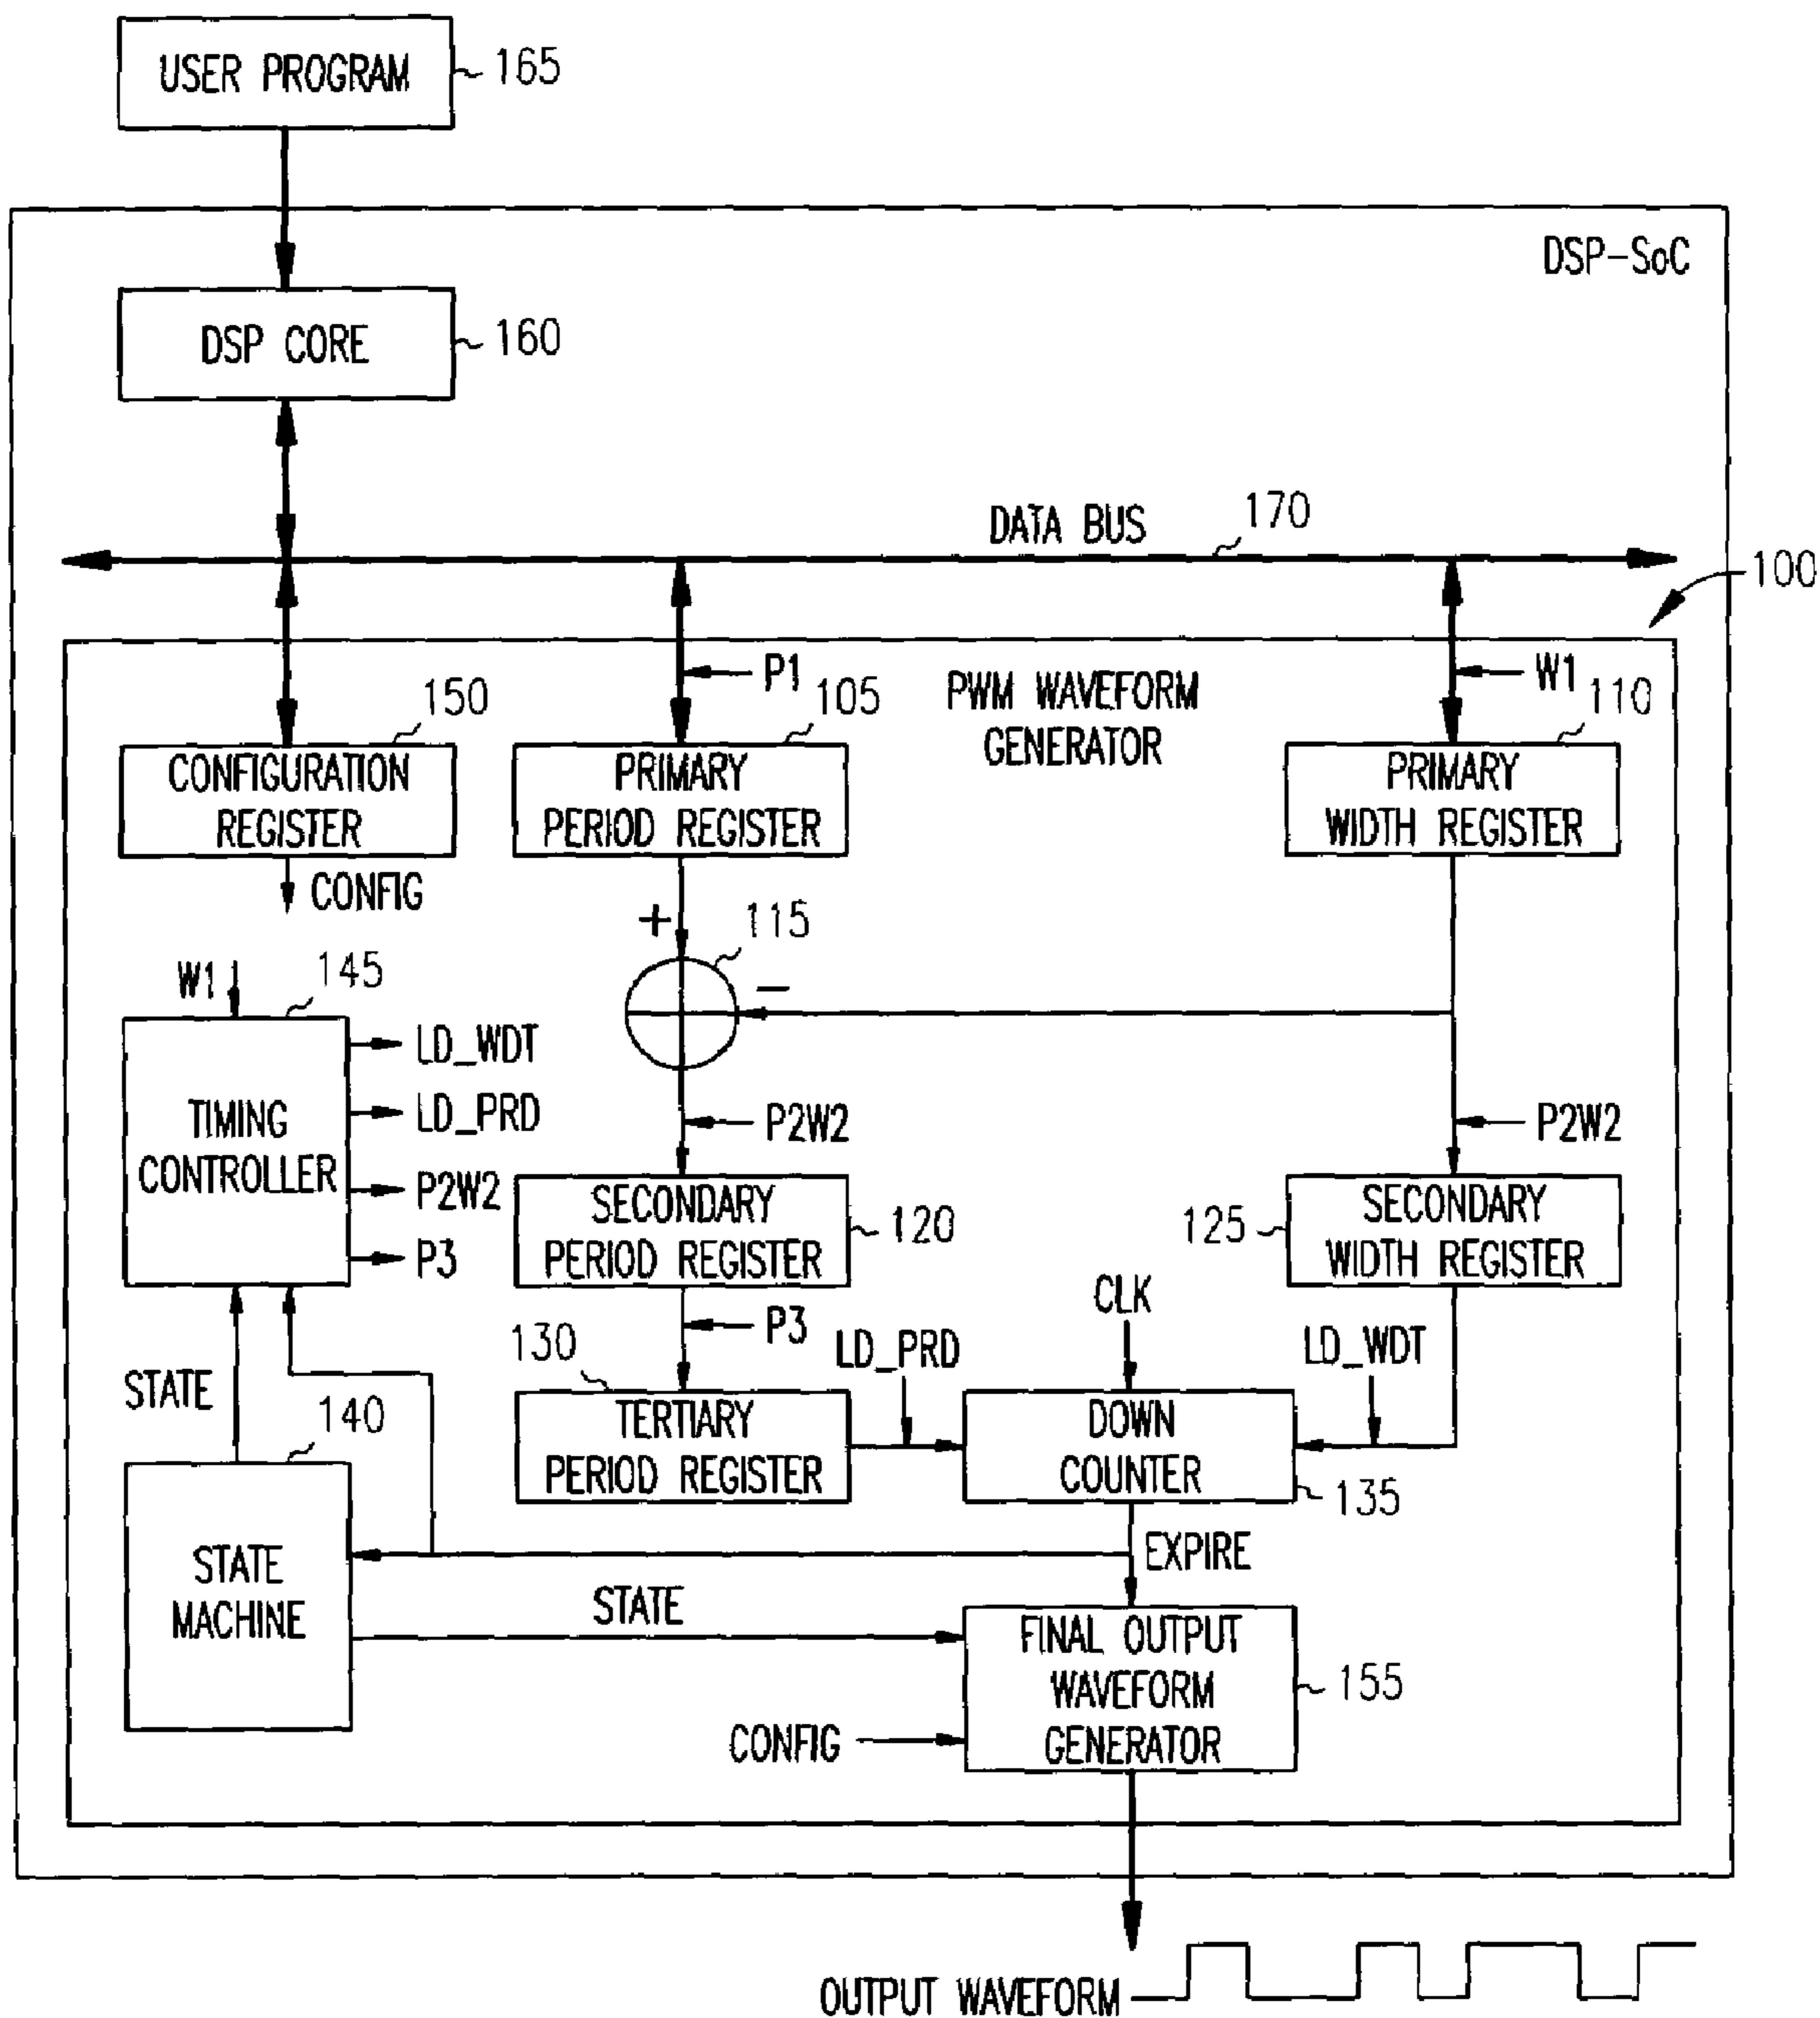 USER PROGRAM
165
DSP-SoC
DSP CORE
160
DATA BUS
170
100
P1
W1
150
105
PWM WAVEFORM
GENERATOR
110
CONFIGURATION
REGISTER
PRIMARY
PERIOD REGISTER
PRIMARY
WIDTH REGISTER
CONFIG
+
115
-
W1
145
LD_WDT
LD_PRD
P2W2
P3
TIMING
CONTROLLER
P2W2
P2W2
SECONDARY
PERIOD REGISTER
120
125
SECONDARY
WIDTH REGISTER
CLK
P3
130
LD_PRD
LD_WDT
STATE
140
TERTIARY
PERIOD REGISTER
DOWN
COUNTER
135
EXPIRE
STATE
MACHINE
STATE
FINAL OUTPUT
WAVEFORM
GENERATOR
155
CONFIG
OUTPUT WAVEFORM